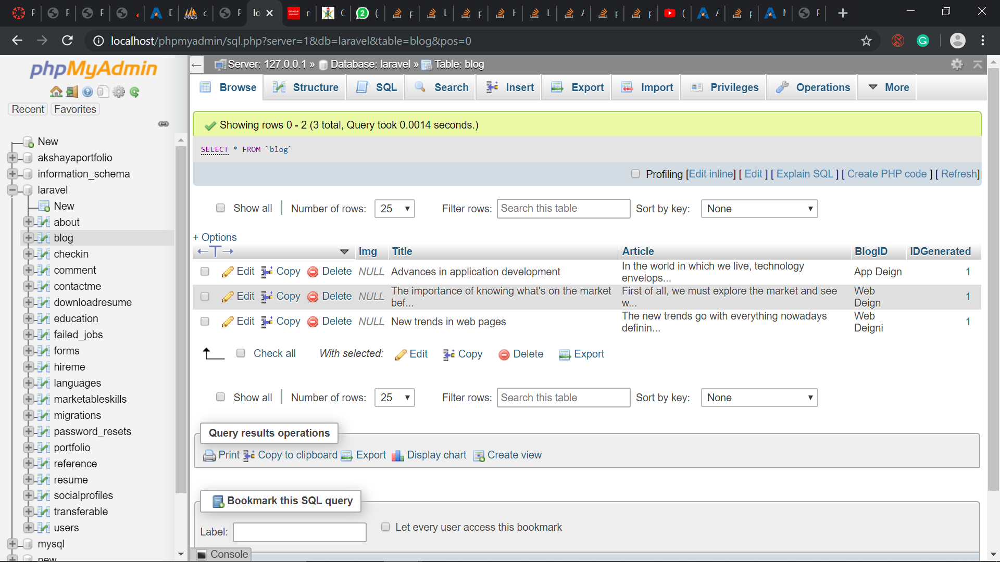 localhost/phpmyadmin/sql.php?server=1&db=laravel&table=blog&pos=0
phpMyAdmin
Recent Favorites
New
akshayaportfolio
information_schema
laravel
New
about
blog
checkin
comment
contactme
downloadresume
education
failed_jobs
forms
hireme
languages
marketableskills
migrations
password_resets
portfolio
reference
resume
socialprofiles
transferable
users
mysql
new
Server: 127.0.0.1 » Database: laravel » Table: blog
Browse Structure SQL Search Insert Export Import Privileges Operations More
Showing rows 0 - 2 (3 total, Query took 0.0014 seconds.)
SELECT * FROM `blog`
Profiling [Edit inline] [ Edit ] [ Explain SQL ] [ Create PHP code ] [ Refresh]
Show all Number of rows: 25 Filter rows: Search this table Sort by key: None
+ Options
Img Title Article BlogID IDGenerated
Edit Copy Delete NULL Advances in application development In the world in which we live, technology envelops... App Deign 1
Edit Copy Delete NULL The importance of knowing what's on the market bef... First of all, we must explore the market and see w... Web Deign 1
Edit Copy Delete NULL New trends in web pages The new trends go with everything nowadays definin... Web Deigni 1
Check all With selected: Edit Copy Delete Export
Show all Number of rows: 25 Filter rows: Search this table Sort by key: None
Query results operations
Print Copy to clipboard Export Display chart Create view
Bookmark this SQL query
Label: Let every user access this bookmark
Console